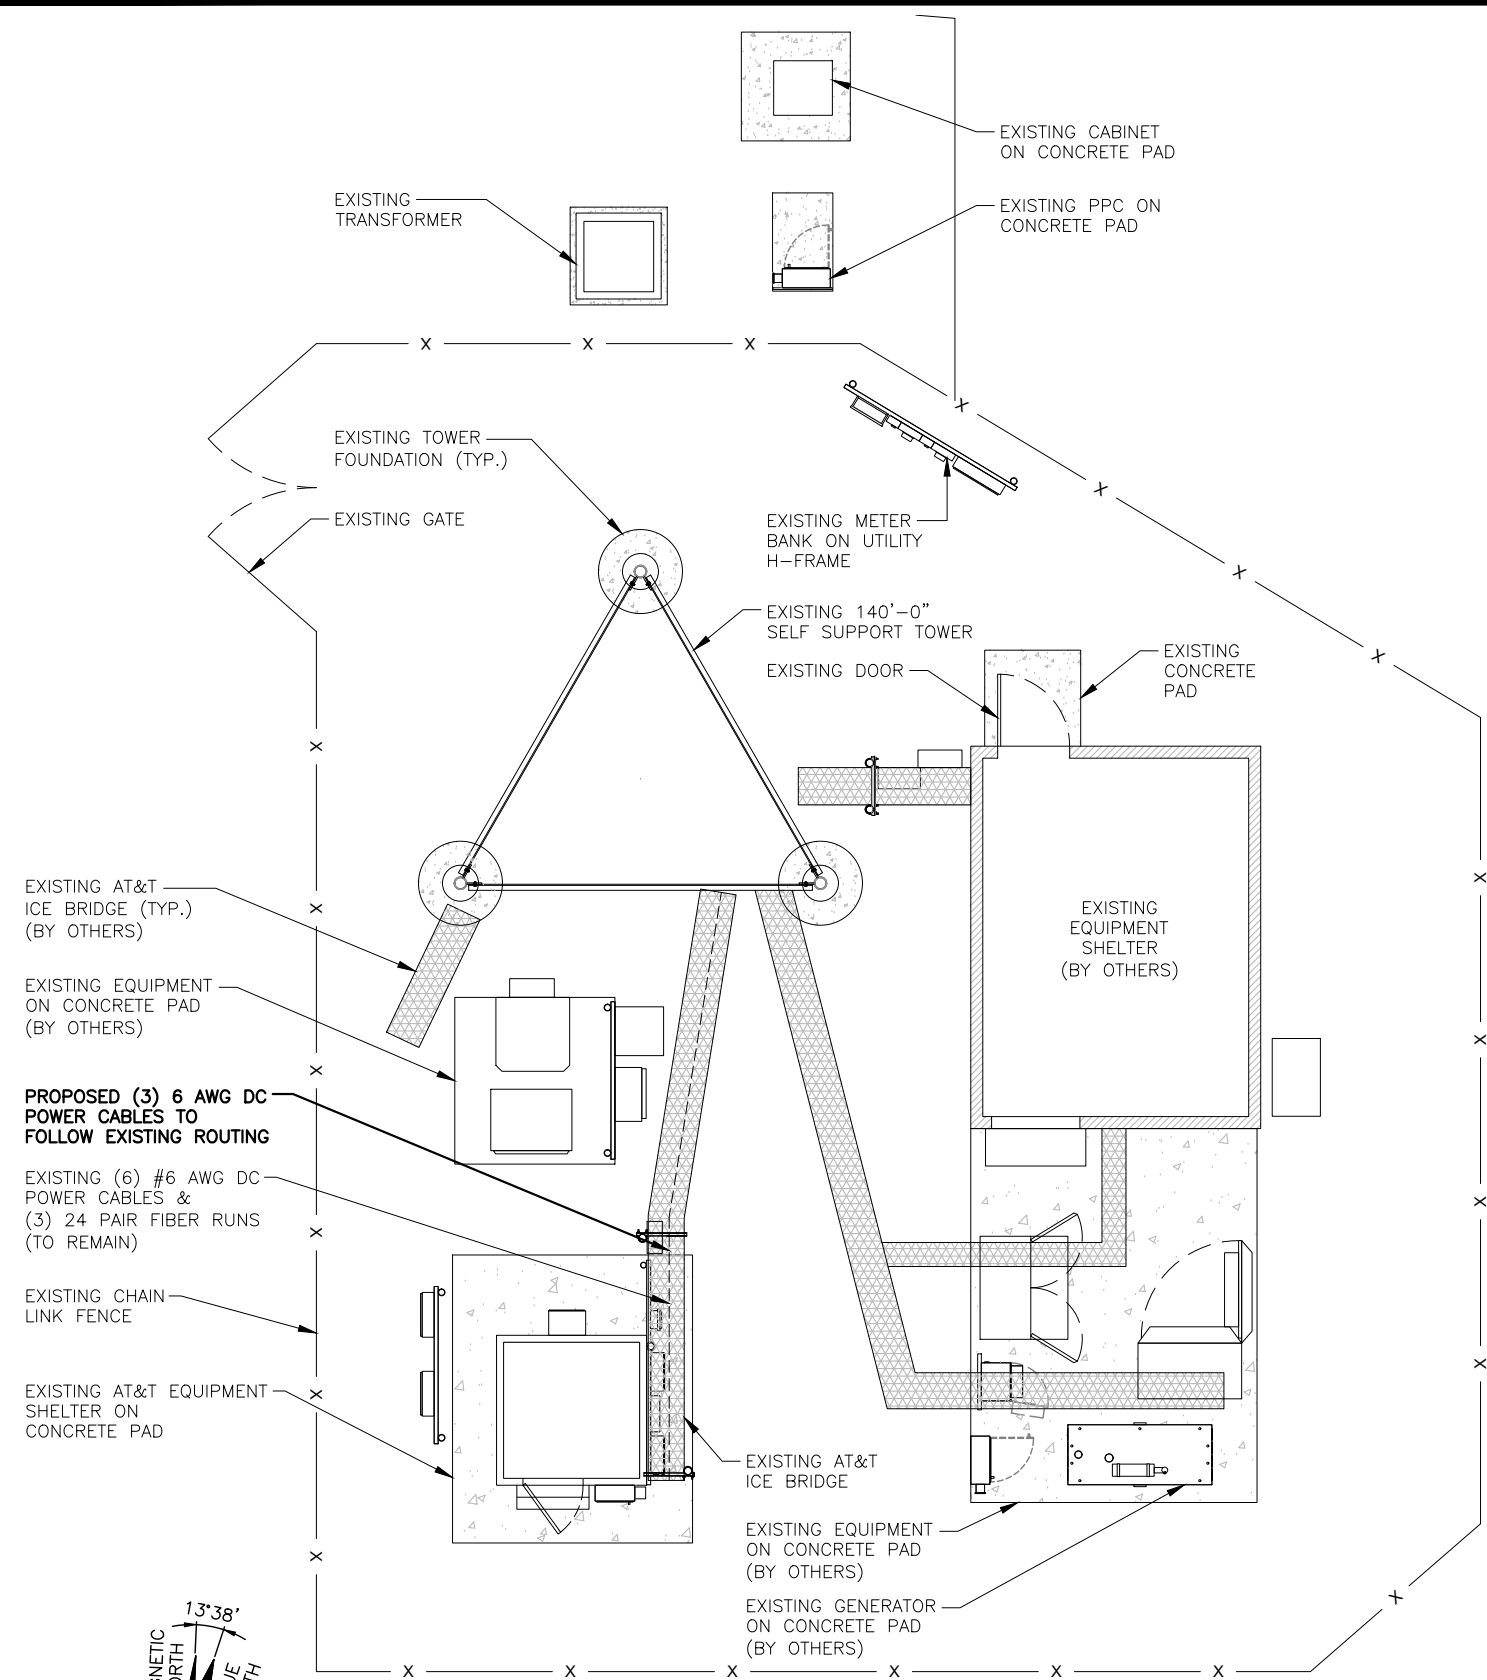 EXISTING CABINET
ON CONCRETE PAD
EXISTING
TRANSFORMER
EXISTING PPC ON
CONCRETE PAD
X
X
X
X
EXISTING TOWER
FOUNDATION (TYP.)
EXISTING GATE
X
EXISTING METER
BANK ON UTILITY
H-FRAME
X
EXISTING 140'-0"
SELF SUPPORT TOWER
EXISTING DOOR
EXISTING
CONCRETE
PAD
X
X
EXISTING AT&T
ICE BRIDGE (TYP.)
(BY OTHERS)
X
X
EXISTING
EQUIPMENT
SHELTER
(BY OTHERS)
EXISTING EQUIPMENT
ON CONCRETE PAD
(BY OTHERS)
X
X
PROPOSED (3) 6 AWG DC
POWER CABLES TO
FOLLOW EXISTING ROUTING
EXISTING (6) #6 AWG DC
POWER CABLES &
(3) 24 PAIR FIBER RUNS
(TO REMAIN)
X
X
EXISTING CHAIN
LINK FENCE
X
X
EXISTING AT&T EQUIPMENT
SHELTER ON
CONCRETE PAD
EXISTING AT&T
ICE BRIDGE
EXISTING EQUIPMENT
ON CONCRETE PAD
(BY OTHERS)
X
X
EXISTING GENERATOR
ON CONCRETE PAD
(BY OTHERS)
13°38'
X
X
X
X
X
X